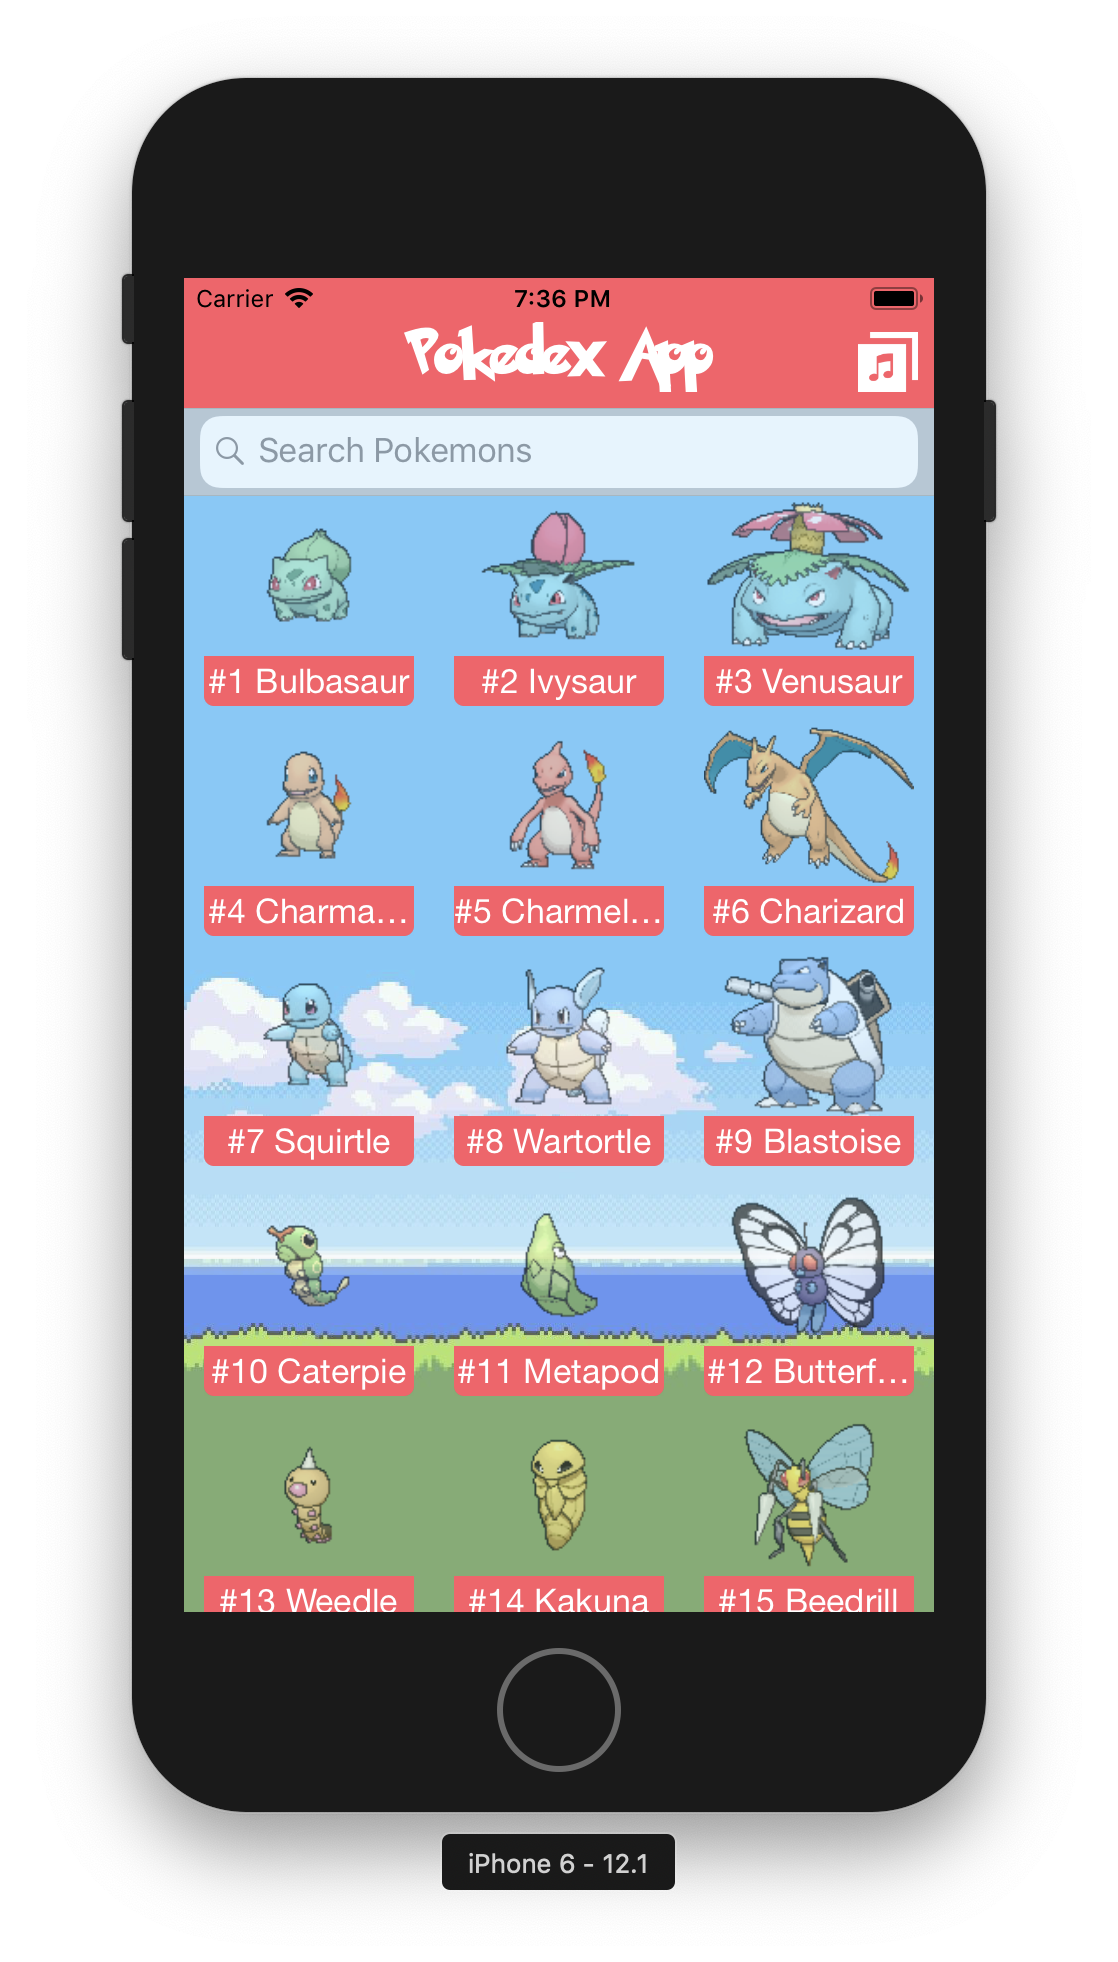 Carrier 7:36 PM
Pokedex App
Search Pokemons
#1 Bulbasaur #2 Ivysaur #3 Venusaur
#4 Charma... #5 Charmel... #6 Charizard
#7 Squirtle #8 Wartortle #9 Blastoise
#10 Caterpie #11 Metapod #12 Butterf...
#13 Weedle #14 Kakuna #15 Beedrill
iPhone 6 - 12.1